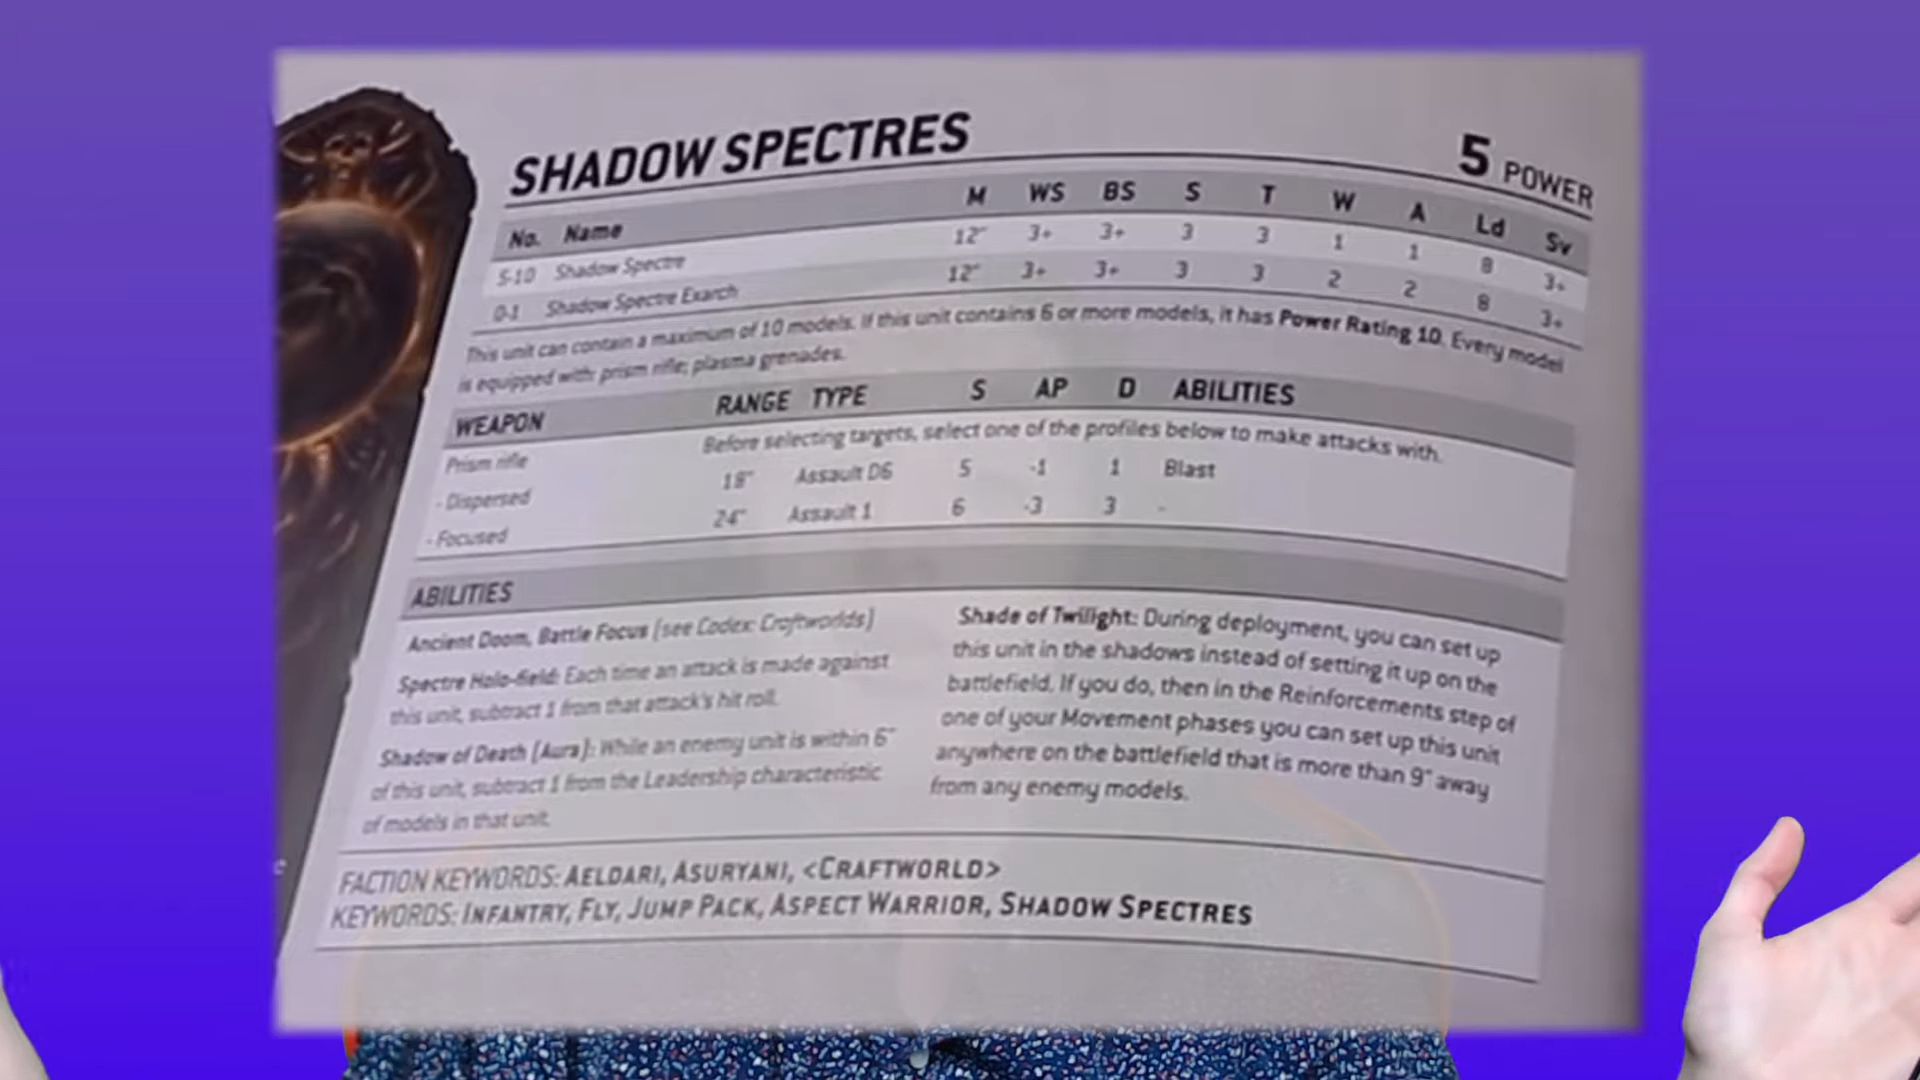 SHADOW SPECTRES
5 POWER
No. Name M WS BS S T W A Ld Sv
5-10 Shadow Spectre 12" 3+ 3+ 3 3 1 1 8 3+
0-1 Shadow Spectre Exarch 12" 3+ 3+ 3 3 2 2 8 3+
This unit can contain a maximum of 10 models. If this unit contains 6 or more models, it has Power Rating 10. Every model
is equipped with: prism rifle; plasma grenades.
WEAPON RANGE TYPE S AP D ABILITIES
Prism rifle Before selecting targets, select one of the profiles below to make attacks with.
- Dispersed 18" Assault D6 5 -1 1 Blast
- Focused 24" Assault 1 6 -3 3 -
ABILITIES
Ancient Doom, Battle Focus (see Codex: Craftworlds)
Spectre Holo-field: Each time an attack is made against
this unit, subtract 1 from that attack's hit roll.
Shadow of Death (Aura): While an enemy unit is within 6"
of this unit, subtract 1 from the Leadership characteristic
of models in that unit.
Shade of Twilight: During deployment, you can set up
this unit in the shadows instead of setting it up on the
battlefield. If you do, then in the Reinforcements step of
one of your Movement phases you can set up this unit
anywhere on the battlefield that is more than 9" away
from any enemy models.
FACTION KEYWORDS: AELDARI, ASURYANI, <CRAFTWORLD>
KEYWORDS: INFANTRY, FLY, JUMP PACK, ASPECT WARRIOR, SHADOW SPECTRES